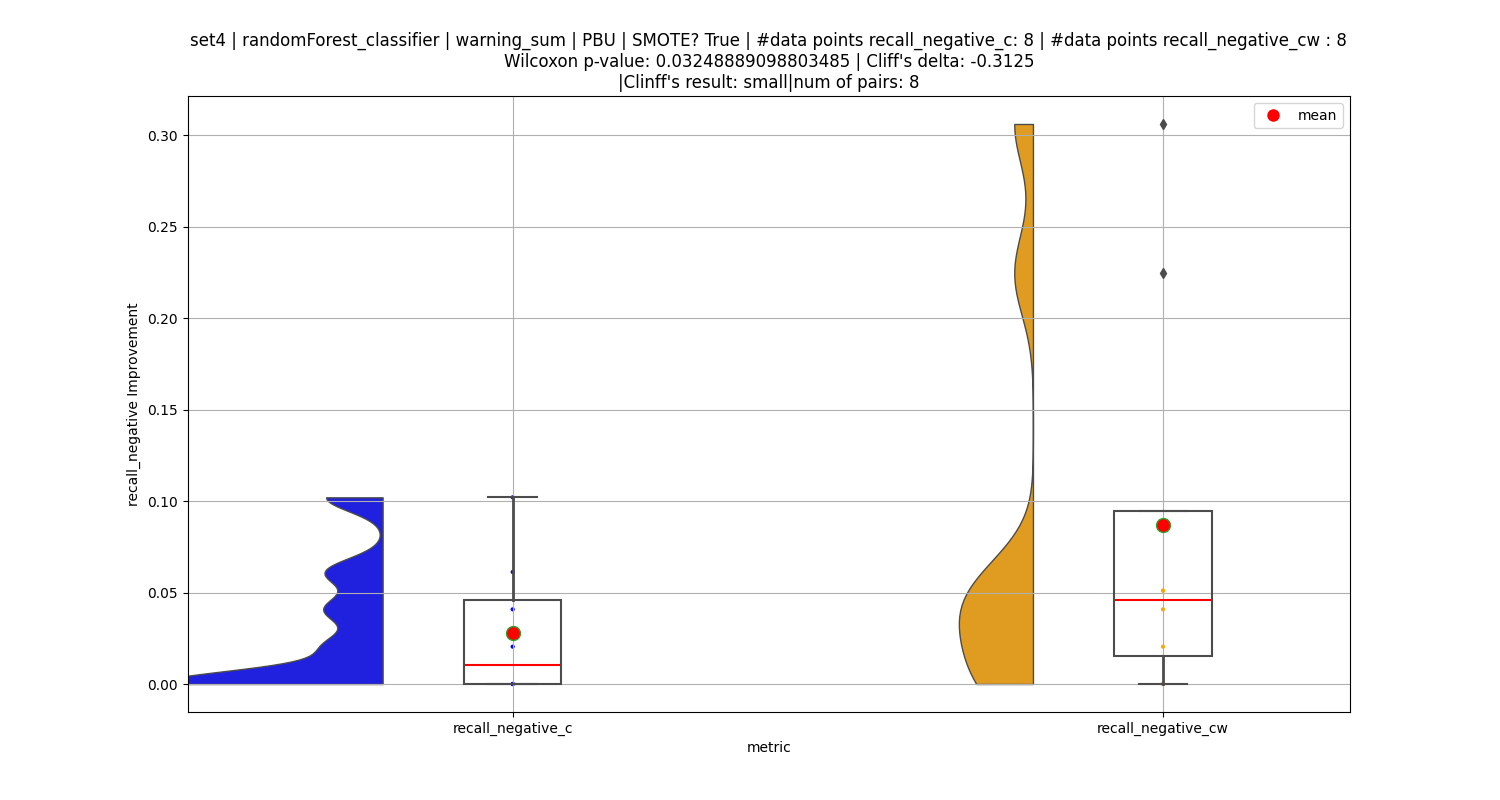 set4 | randomForest_classifier | warning_sum | PBU | SMOTE? True | #data points recall_negative_c: 8 | #data points recall_negative_cw : 8
Wilcoxon p-value: 0.03248889098803485 | Cliff's delta: -0.3125
|Clinff's result: small|num of pairs: 8
mean
0.30
0.25
0.20
0.15
0.10
0.05
0.00
recall_negative Improvement
recall_negative_c
recall_negative_cw
metric